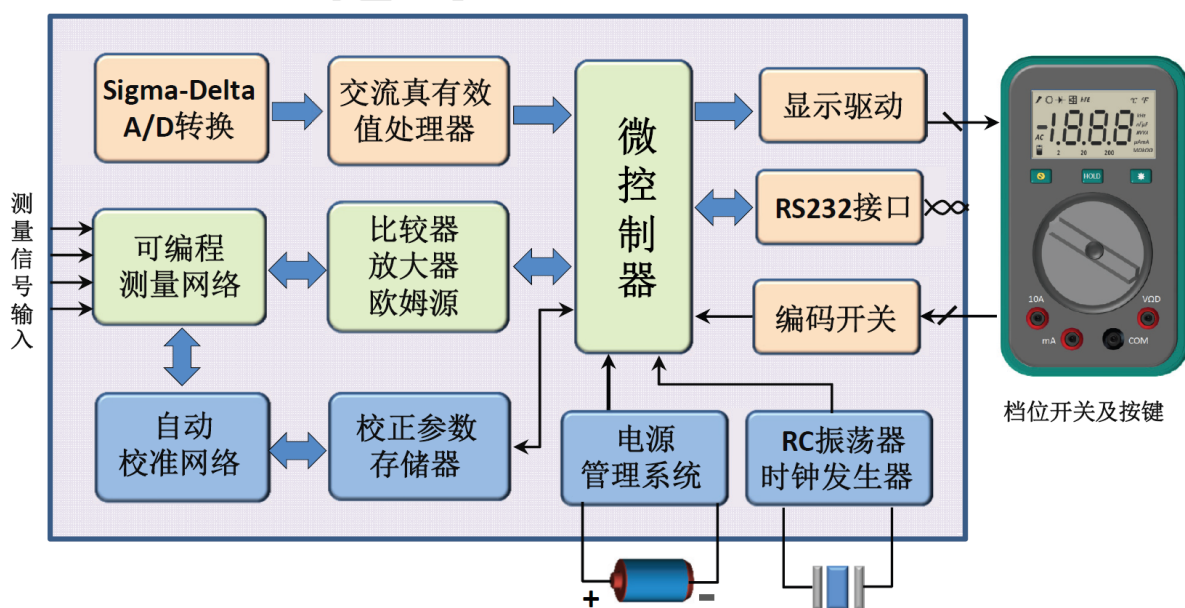 Sigma-Delta
A/D转换
交流真有效
值处理器
微控制器
显示驱动
RS232接口
编码开关
测量信号输入
可编程
测量网络
比较器
放大器
欧姆源
自动
校准网络
校正参数
存储器
电源
管理系统
RC振荡器
时钟发生器
+
-
AC
-1.8.8.8
℃ ℉
2 20 200
HOLD
10A
VΩD
mA
COM
档位开关及按键